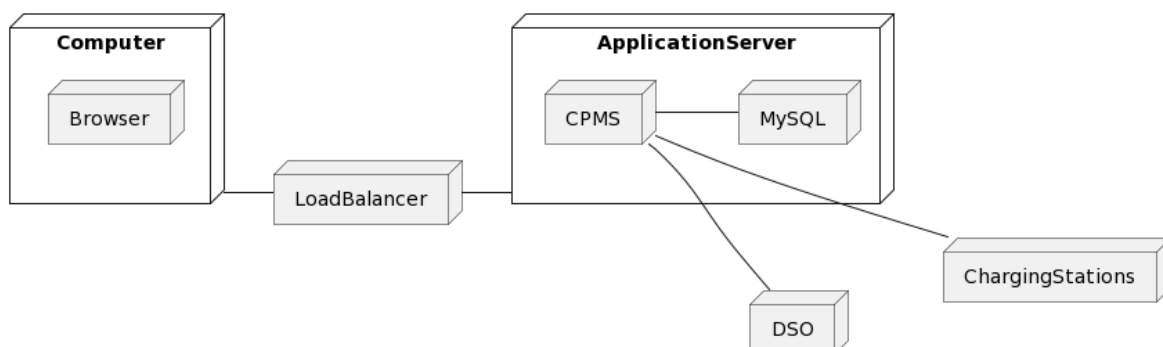 Computer
Browser
LoadBalancer
ApplicationServer
CPMS
MySQL
ChargingStations
DSO